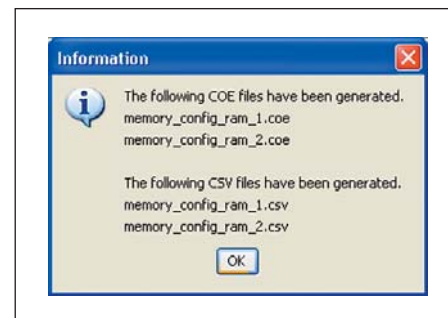 Information
The following COE files have been generated.
memory_config_ram_1.coe
memory_config_ram_2.coe
The following CSV files have been generated.
memory_config_ram_1.csv
memory_config_ram_2.csv
OK